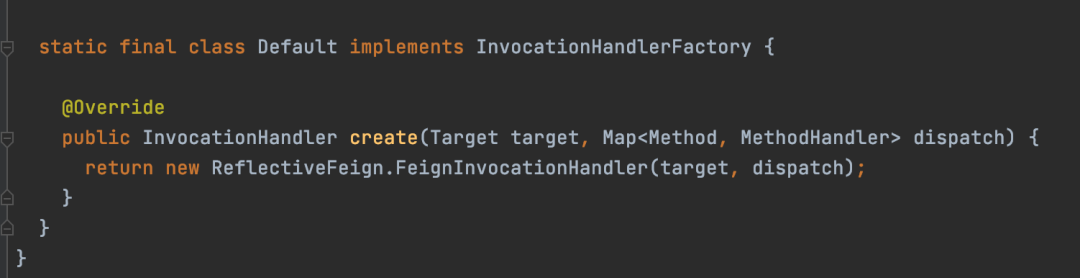 static final class Default implements InvocationHandlerFactory {
@Override
public InvocationHandler create(Target target, Map<Method, MethodHandler> dispatch) {
return new ReflectiveFeign.FeignInvocationHandler(target, dispatch);
}
}
}